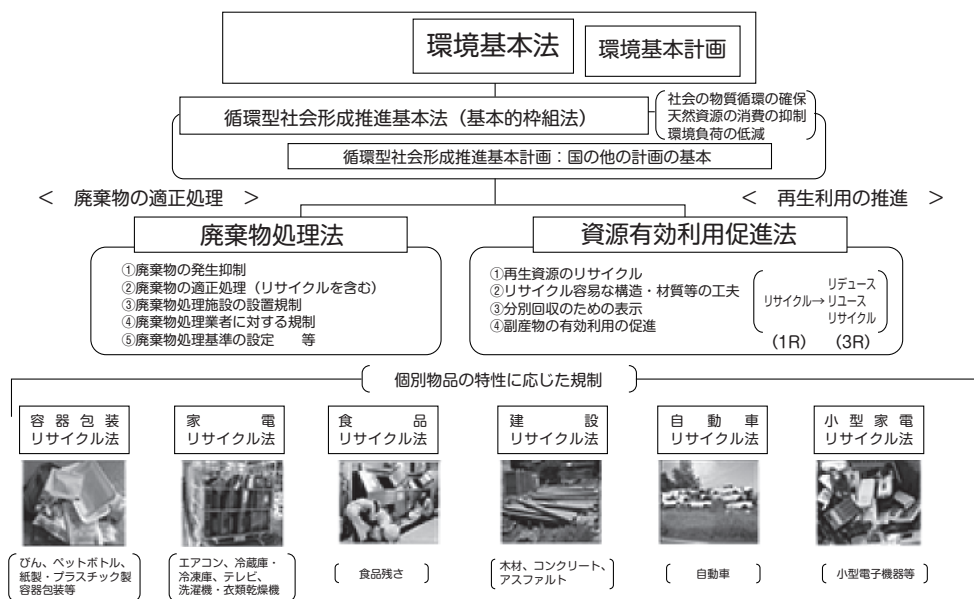 環境基本法
環境基本計画
循環型社会形成推進基本法（基本的枠組法）
社会の物質循環の確保
天然資源の消費の抑制
環境負荷の低減
循環型社会形成推進基本計画：国の他の計画の基本
＜　廃棄物の適正処理　＞
＜　再生利用の推進　＞
廃棄物処理法
①廃棄物の発生抑制
②廃棄物の適正処理（リサイクルを含む）
③廃棄物処理施設の設置規制
④廃棄物処理業者に対する規制
⑤廃棄物処理基準の設定　　等
資源有効利用促進法
①再生資源のリサイクル
②リサイクル容易な構造・材質等の工夫
③分別回収のための表示
④副産物の有効利用の促進
リサイクル→
リデュース
リユース
リサイクル
（1R）
（3R）
個別物品の特性に応じた規制
容器包装
リサイクル法
家電
リサイクル法
食品
リサイクル法
建設
リサイクル法
自動車
リサイクル法
小型家電
リサイクル法
びん、ペットボトル、
紙製・プラスチック製
容器包装等
エアコン、冷蔵庫・
冷凍庫、テレビ、
洗濯機・衣類乾燥機
食品残さ
木材、コンクリート、
アスファルト
自動車
小型電子機器等